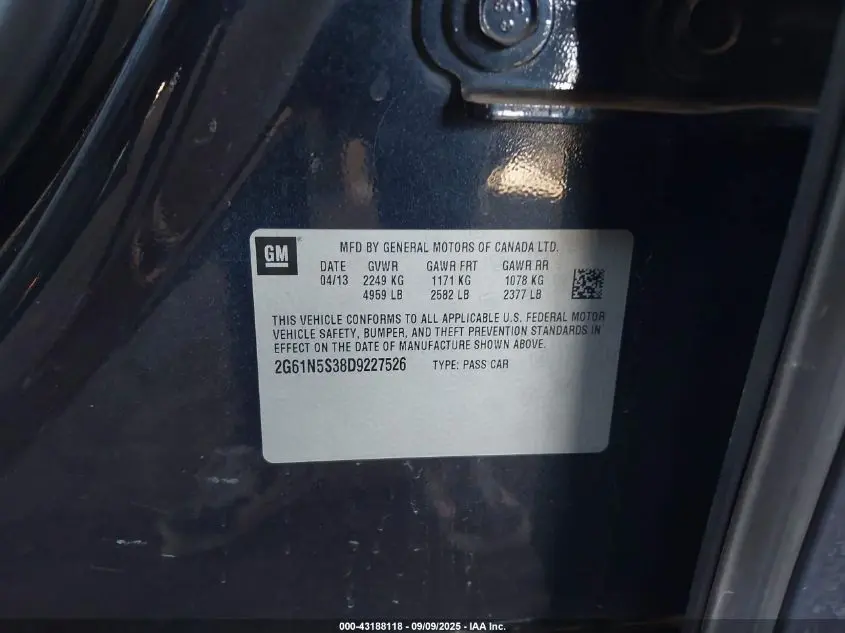 GM
MFD BY GENERAL MOTORS OF CANADA LTD.
DATE GVWR GAWR FRT GAWR RR
04/13 2249 KG 1171 KG 1078 KG
4959 LB 2582 LB 2377 LB
THIS VEHICLE CONFORMS TO ALL APPLICABLE U.S. FEDERAL MOTOR
VEHICLE SAFETY, BUMPER, AND THEFT PREVENTION STANDARDS IN
EFFECT ON THE DATE OF MANUFACTURE SHOWN ABOVE.
2G61N5S38D9227526 TYPE: PASS CAR
000-43188118 - 09/09/2025 - IAA Inc.